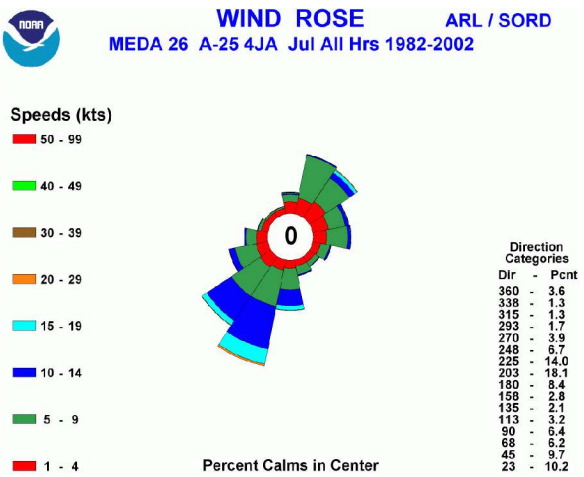 NOAA
WIND ROSE
ARL / SORD
MEDA 26 A-25 4JA Jul All Hrs 1982-2002
Speeds (kts)
50 - 99
40 - 49
30 - 39
20 - 29
15 - 19
10 - 14
5 - 9
1 - 4
0
Percent Calms in Center
Direction
Categories
Dir - Pcnt
360 - 3.6
338 - 1.3
315 - 1.3
293 - 1.7
270 - 3.9
248 - 6.7
225 - 14.0
203 - 18.1
180 - 8.4
158 - 2.8
135 - 2.1
113 - 3.2
90 - 6.4
68 - 6.2
45 - 9.7
23 - 10.2